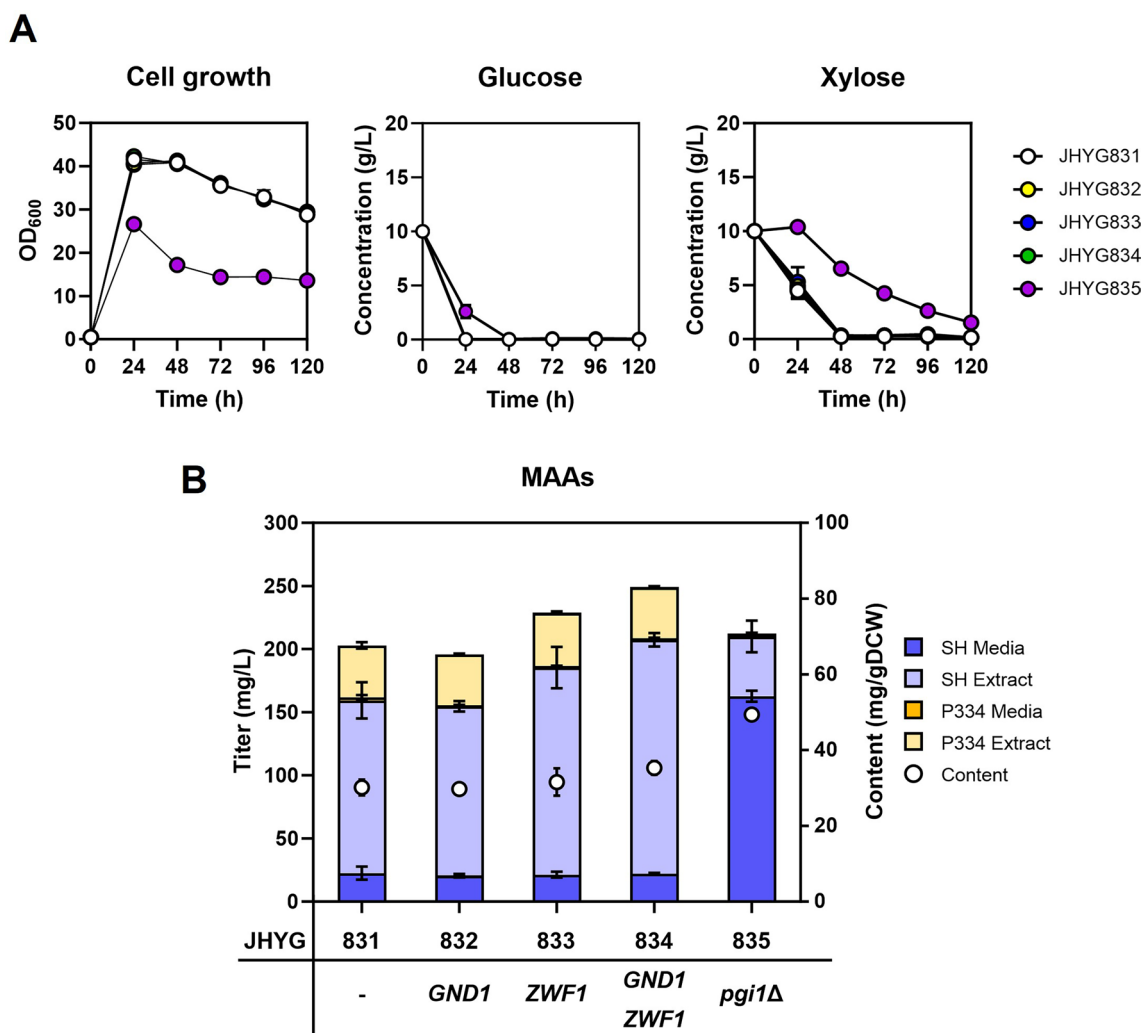 A
Cell growth
50
40
30
20
10
0
OD600
0 24 48 72 96 120
Time (h)
Glucose
20
15
10
5
0
Concentration (g/L)
0 24 48 72 96 120
Time (h)
Xylose
20
15
10
5
0
Concentration (g/L)
0 24 48 72 96 120
Time (h)
JHYG831
JHYG832
JHYG833
JHYG834
JHYG835
B
MAAs
300
250
200
150
100
50
0
Titer (mg/L)
100
80
60
40
20
0
Content (mg/gDCW)
SH Media
SH Extract
P334 Media
P334 Extract
Content
JHYG 831 832 833 834 835
- GND1 ZWF1 GND1 pgi1Δ
ZWF1